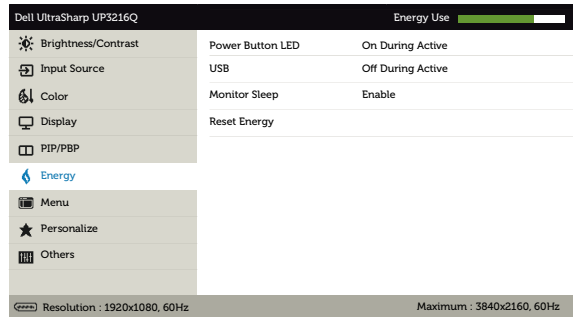 Dell UltraSharp UP3216Q Energy Use
Brightness/Contrast
Power Button LED On During Active
Input Source
USB Off During Active
Color
Monitor Sleep Enable
Display
Reset Energy
PIP/PBP
Energy
Menu
Personalize
Others
Resolution : 1920x1080, 60Hz Maximum : 3840x2160, 60Hz